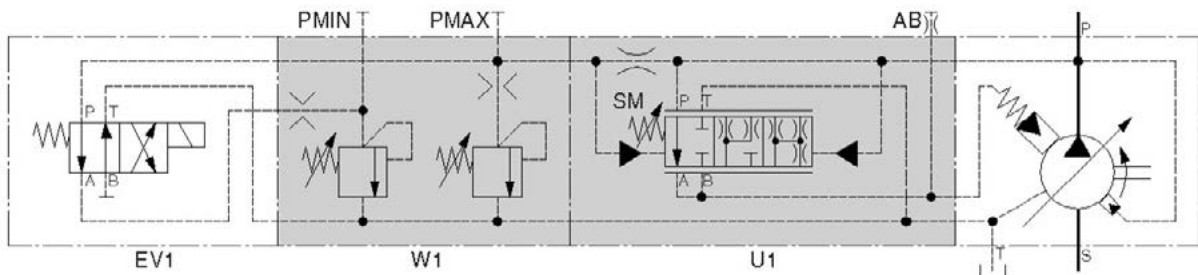 PMIN PMAX AB P
P T SM P T
A B A B
T S
EV1 W1 U1